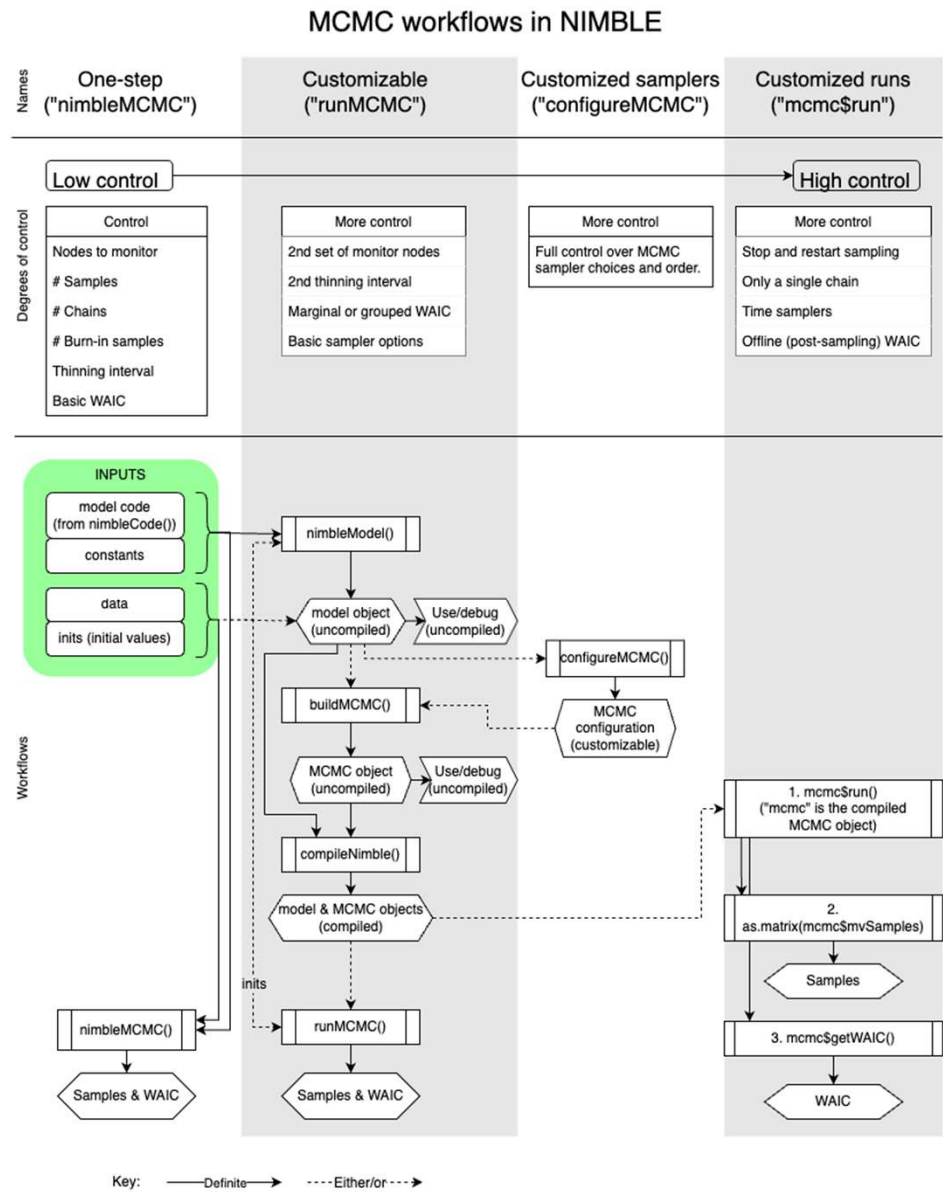 MCMC workflows in NIMBLE
Names
One-step
("nimbleMCMC")
Customizable
("runMCMC")
Customized samplers
("configureMCMC")
Customized runs
("mcmc$run")
Degrees of control
Low control
High control
Control
Nodes to monitor
# Samples
# Chains
# Burn-in samples
Thinning interval
Basic WAIC
More control
2nd set of monitor nodes
2nd thinning interval
Marginal or grouped WAIC
Basic sampler options
More control
Full control over MCMC
sampler choices and order.
More control
Stop and restart sampling
Only a single chain
Time samplers
Offline (post-sampling) WAIC
Workflows
INPUTS
model code
(from nimbleCode())
constants
data
inits (initial values)
nimbleModel()
model object
(uncompiled)
Use/debug
(uncompiled)
configureMCMC()
MCMC
configuration
(customizable)
buildMCMC()
MCMC object
(uncompiled)
Use/debug
(uncompiled)
compileNimble()
model & MCMC objects
(compiled)
inits
runMCMC()
Samples & WAIC
nimbleMCMC()
Samples & WAIC
1. mcmc$run()
("mcmc" is the compiled
MCMC object)
2.
as.matrix(mcmc$mvSamples)
Samples
3. mcmc$getWAIC()
WAIC
Key:
Definite
Either/or